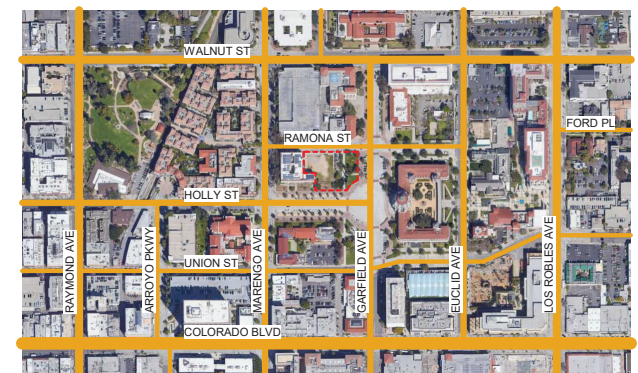 WALNUT ST
FORD PL
RAMONA ST
HOLLY ST
RAYMOND AVE
ARROYO PKWY
MARENGO AVE
GARFIELD AVE
EUCLID AVE
LOS ROBLES AVE
UNION ST
COLORADO BLVD